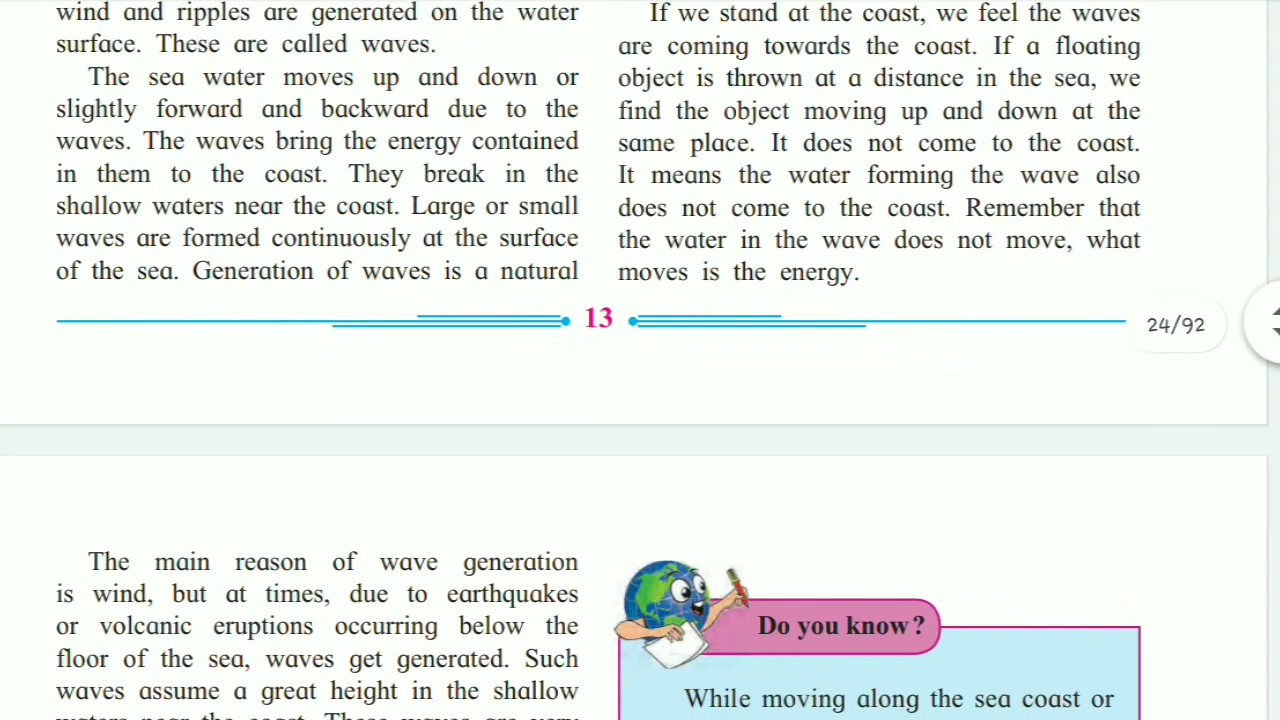 wind and ripples are generated on the water
surface. These are called waves.
The sea water moves up and down or
slightly forward and backward due to the
waves. The waves bring the energy contained
in them to the coast. They break in the
shallow waters near the coast. Large or small
waves are formed continuously at the surface
of the sea. Generation of waves is a natural
If we stand at the coast, we feel the waves
are coming towards the coast. If a floating
object is thrown at a distance in the sea, we
find the object moving up and down at the
same place. It does not come to the coast.
It means the water forming the wave also
does not come to the coast. Remember that
the water in the wave does not move, what
moves is the energy.
13
24/92
The main reason of wave generation
is wind, but at times, due to earthquakes
or volcanic eruptions occurring below the
floor of the sea, waves get generated. Such
waves assume a great height in the shallow
waters near the coast. These waves are very
Do you know?
While moving along the sea coast or